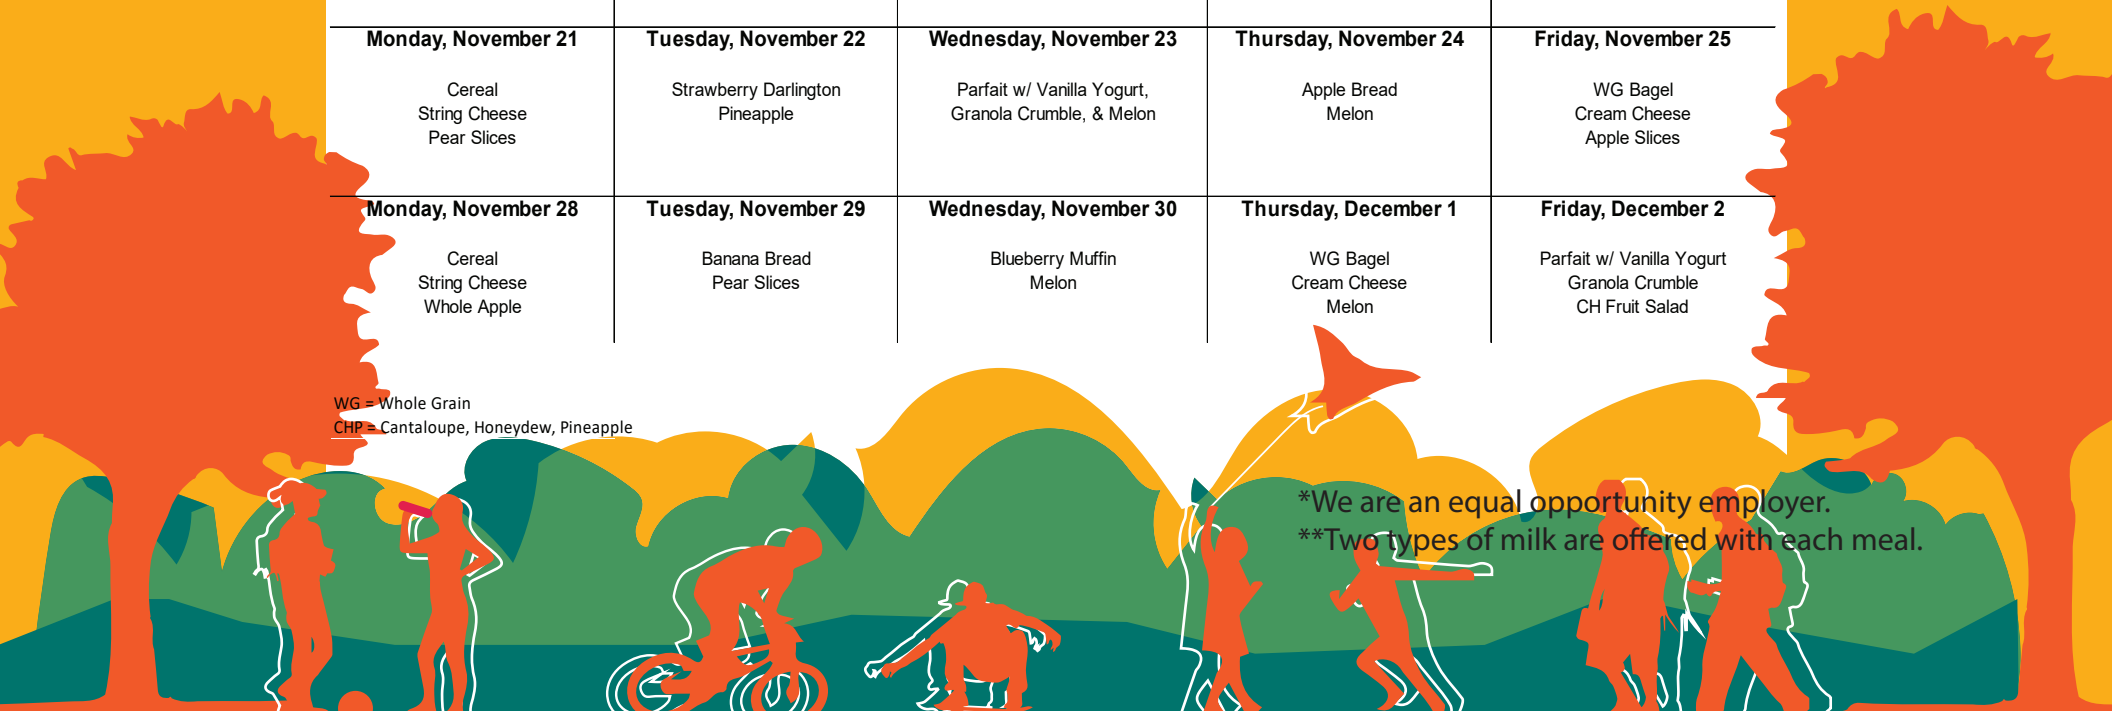 Monday, November 21
Cereal
String Cheese
Pear Slices
Tuesday, November 22
Strawberry Darlington
Pineapple
Wednesday, November 23
Parfait w/ Vanilla Yogurt,
Granola Crumble, & Melon
Thursday, November 24
Apple Bread
Melon
Friday, November 25
WG Bagel
Cream Cheese
Apple Slices
Monday, November 28
Cereal
String Cheese
Whole Apple
Tuesday, November 29
Banana Bread
Pear Slices
Wednesday, November 30
Blueberry Muffin
Melon
Thursday, December 1
WG Bagel
Cream Cheese
Melon
Friday, December 2
Parfait w/ Vanilla Yogurt
Granola Crumble
CH Fruit Salad
WG = Whole Grain
CHP = Cantaloupe, Honeydew, Pineapple
*We are an equal opportunity employer.
**Two types of milk are offered with each meal.